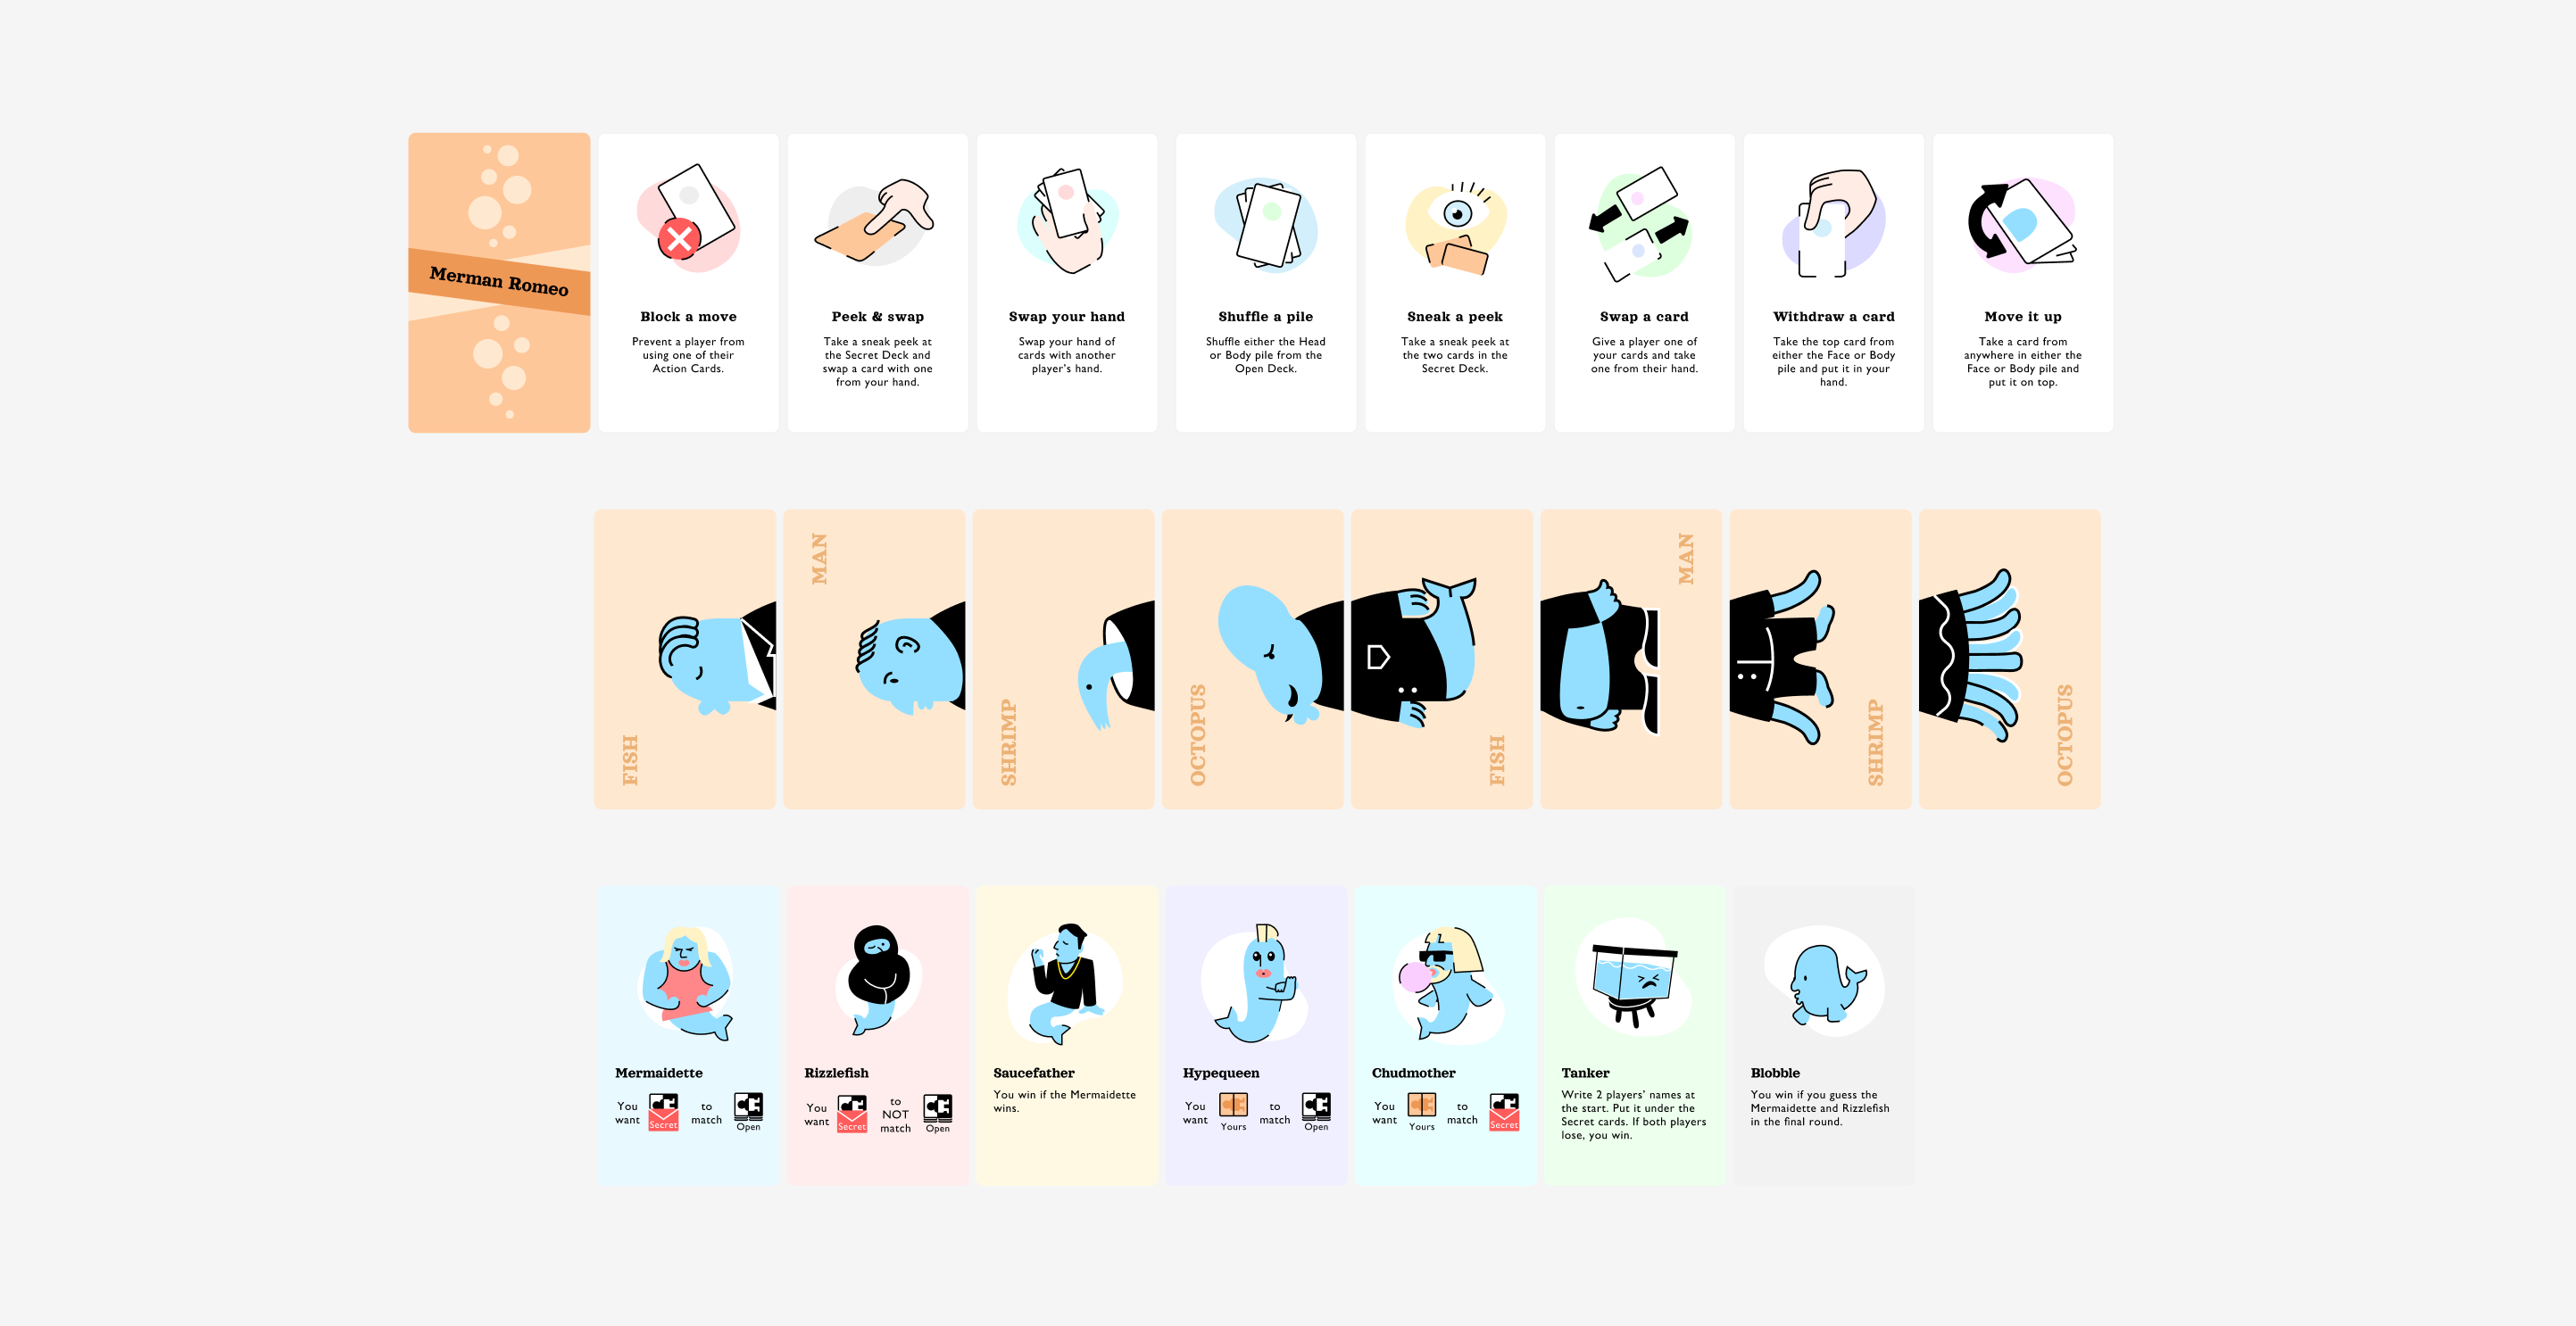 Merman Romeo
Block a move
Prevent a player from
using one of their
Action Cards.
Peek & swap
Take a sneak peek at
the Secret Deck and
swap a card with one
from your hand.
Swap your hand
Swap your hand of
cards with another
player's hand.
Shuffle a pile
Shuffle either the Head
or Body pile from the
Open Deck.
Sneak a peek
Take a sneak peek at
the two cards in the
Secret Deck.
Swap a card
Give a player one of
your cards and take
one from their hand.
Withdraw a card
Take the top card from
either the Face or Body
pile and put it in your
hand.
Move it up
Take a card from
anywhere in either the
Face or Body pile and
put it on top.
FISH
MAN
SHRIMP
OCTOPUS
FISH
MAN
SHRIMP
OCTOPUS
Mermaidette
You
want
Secret
to
match
Open
Rizzlefish
You
want
Secret
to
NOT
match
Open
Saucefather
You win if the Mermaidette
wins.
Hypequeen
You
want
Yours
to
match
Open
Chudmother
You
want
Yours
to
match
Secret
Tanker
Write 2 players' names at
the start. Put it under the
Secret cards. If both players
lose, you win.
Blobble
You win if you guess the
Mermaidette and Rizzlefish
in the final round.